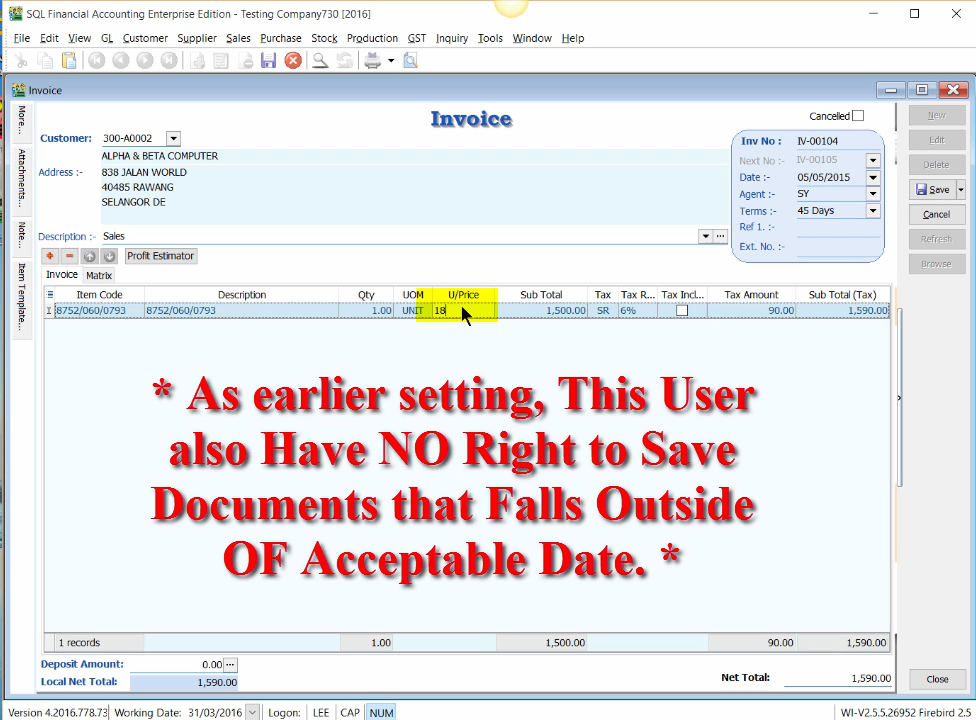 SQL Financial Accounting Enterprise Edition - Testing Company730 [2016]
File Edit View GL Customer Supplier Sales Purchase Stock Production GST Inquiry Tools Window Help
Invoice
More...
Attachments...
Note...
Item Template...
Invoice
Cancelled
Customer: 300-A0002
ALPHA & BETA COMPUTER
Address :- 838 JALAN WORLD
40485 RAWANG
SELANGOR DE
Description :- Sales
Inv No : IV-00104
Next No :- IV-00105
Date :- 05/05/2015
Agent :- SY
Terms :- 45 Days
Ref 1. :-
Ext. No. :-
New
Edit
Delete
Save
Cancel
Refresh
Browse
Profit Estimator
Invoice Matrix
Item Code Description Qty UOM U/Price Sub Total Tax Tax R... Tax Incl... Tax Amount Sub Total (Tax)
8752/060/0793 8752/060/0793 1.00 UNIT 18 1,500.00 SR 6% 90.00 1,590.00
* As earlier setting, This User
also Have NO Right to Save
Documents that Falls Outside
OF Acceptable Date. *
1 records 1.00 1,500.00 90.00 1,590.00
Deposit Amount: 0.00
Local Net Total: 1,590.00
Net Total: 1,590.00
Close
Version 4.2016.778.73 Working Date: 31/03/2016 Logon: LEE CAP NUM WI-V2.5.5.26952 Firebird 2.5